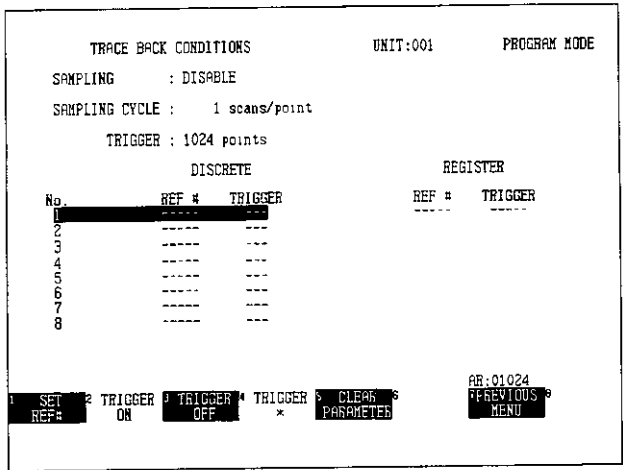 TRACE BACK CONDITIONS UNIT:001 PROGRAM MODE
SAMPLING : DISABLE
SAMPLING CYCLE : 1 scans/point
TRIGGER : 1024 points
DISCRETE REGISTER
No. REF # TRIGGER REF # TRIGGER
1 ----- --- ----- -----
2 ----- ---
3 ----- ---
4 ----- ---
5 ----- ---
6 ----- ---
7 ----- ---
8 ----- ---
AR:01024
1 SET 2 TRIGGER 3 TRIGGER 4 TRIGGER 5 CLEAR 6 7 PREVIOUS 8
REF# ON OFF * PARAMETER MENU